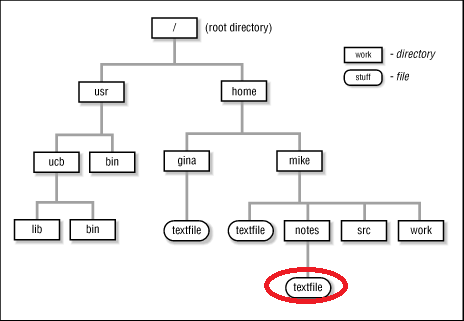 / (root directory)
work - directory
stuff - file
usr home
ucb bin gina mike
lib bin textfile textfile notes src work
textfile